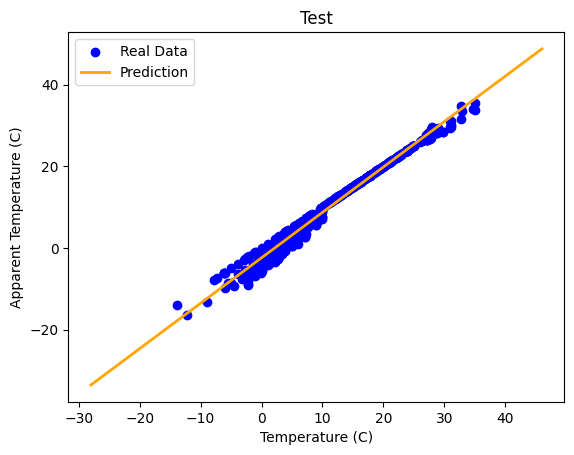 Test
Real Data
Prediction
Apparent Temperature (C)
40
20
0
−20
−30
−20
−10
0
10
20
30
40
Temperature (C)